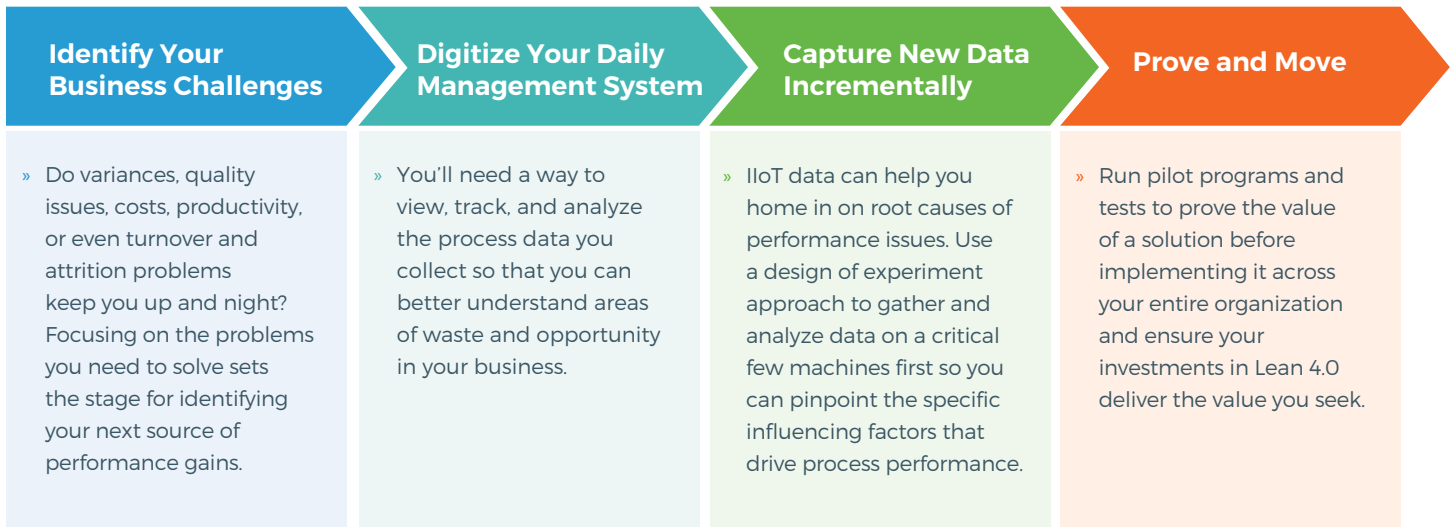 Identify Your
Business Challenges
» Do variances, quality
issues, costs, productivity,
or even turnover and
attrition problems
keep you up and night?
Focusing on the problems
you need to solve sets
the stage for identifying
your next source of
performance gains.
Digitize Your Daily
Management System
» You’ll need a way to
view, track, and analyze
the process data you
collect so that you can
better understand areas
of waste and opportunity
in your business.
Capture New Data
Incrementally
» IIoT data can help you
home in on root causes of
performance issues. Use
a design of experiment
approach to gather and
analyze data on a critical
few machines first so you
can pinpoint the specific
influencing factors that
drive process performance.
Prove and Move
» Run pilot programs and
tests to prove the value
of a solution before
implementing it across
your entire organization
and ensure your
investments in Lean 4.0
deliver the value you seek.